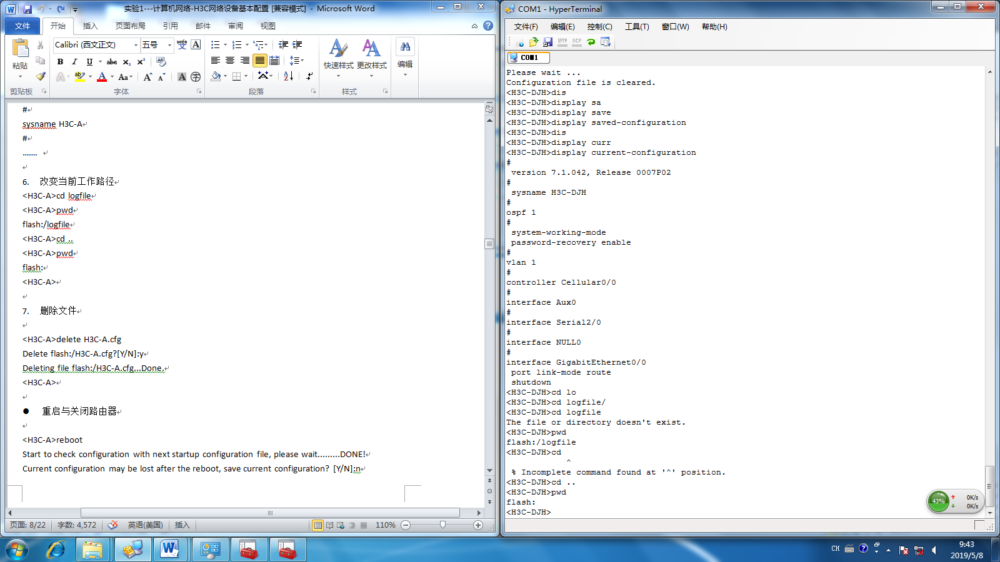 实验1---计算机网络-H3C网络设备基本配置 [兼容模式] - Microsoft Word
文件 开始 插入 页面布局 引用 邮件 审阅 视图
Calibri (西文正文) 五号 wén 文 A
粘贴
B I U abc x₂ x² 
A ab A Aa A A A 字
快速样式 更改样式 编辑
剪贴板 字体 段落 样式
#
sysname H3C-A
#
.......
6. 改变当前工作路径
<H3C-A>cd logfile
<H3C-A>pwd
flash:/logfile
<H3C-A>cd ..
<H3C-A>pwd
flash:
<H3C-A>
7. 删除文件
<H3C-A>delete H3C-A.cfg
Delete flash:/H3C-A.cfg?[Y/N]:y
Deleting file flash:/H3C-A.cfg...Done.
<H3C-A>
● 重启与关闭路由器
<H3C-A>reboot
Start to check configuration with next startup configuration file, please wait.........DONE!
Current configuration may be lost after the reboot, save current configuration? [Y/N]:n
页面: 8/22 字数: 4,572 英语(美国) 插入 110%
COM1 - HyperTerminal
文件(F) 编辑(E) 控制(C) 工具(T) 窗口(W) 帮助(H)
SFTP SCP
COM1
Please wait ...
Configuration file is cleared.
<H3C-DJH>dis
<H3C-DJH>display sa
<H3C-DJH>display save
<H3C-DJH>display saved-configuration
<H3C-DJH>dis
<H3C-DJH>display curr
<H3C-DJH>display current-configuration
#
version 7.1.042, Release 0007P02
#
sysname H3C-DJH
#
ospf 1
#
system-working-mode
password-recovery enable
#
vlan 1
#
controller Cellular0/0
#
interface Aux0
#
interface Serial2/0
#
interface NULL0
#
interface GigabitEthernet0/0
port link-mode route
shutdown
<H3C-DJH>cd lo
<H3C-DJH>cd logfile/
<H3C-DJH>cd logfile
The file or directory doesn't exist.
<H3C-DJH>pwd
flash:/logfile
<H3C-DJH>cd
^
% Incomplete command found at '^' position.
<H3C-DJH>cd ..
<H3C-DJH>pwd
flash:
<H3C-DJH>
43% 0K/s
0K/s
CH 9:43
2019/5/8